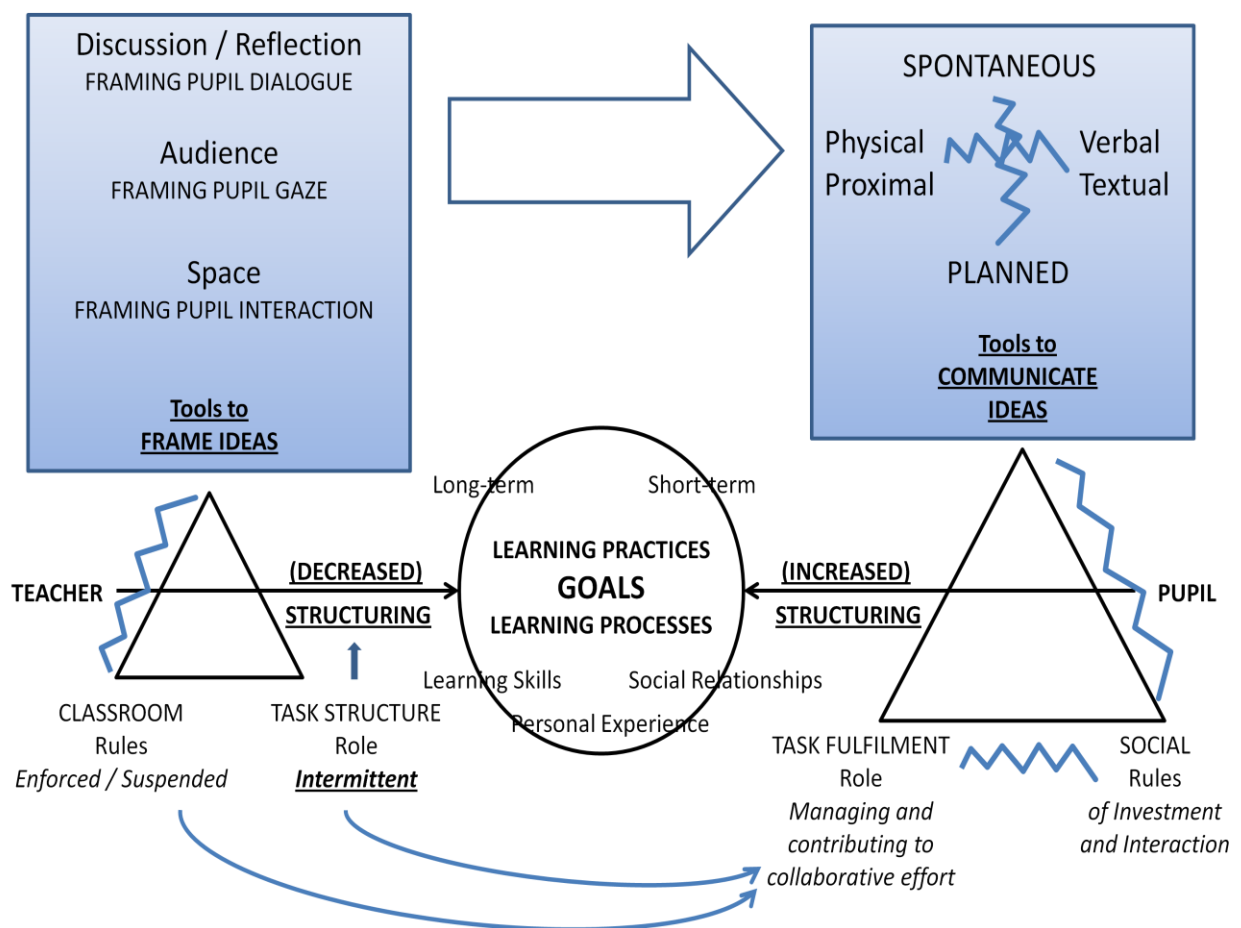 Discussion / Reflection
FRAMING PUPIL DIALOGUE
Audience
FRAMING PUPIL GAZE
Space
FRAMING PUPIL INTERACTION
Tools to
FRAME IDEAS
SPONTANEOUS
Physical
Proximal
Verbal
Textual
PLANNED
Tools to
COMMUNICATE
IDEAS
Long-term
Short-term
LEARNING PRACTICES
GOALS
LEARNING PROCESSES
Learning Skills
Social Relationships
Personal Experience
TEACHER
(DECREASED)
STRUCTURING
(INCREASED)
STRUCTURING
PUPIL
CLASSROOM
Rules
Enforced / Suspended
TASK STRUCTURE
Role
Intermittent
TASK FULFILMENT
Role
Managing and
contributing to
collaborative effort
SOCIAL
Rules
of Investment
and Interaction